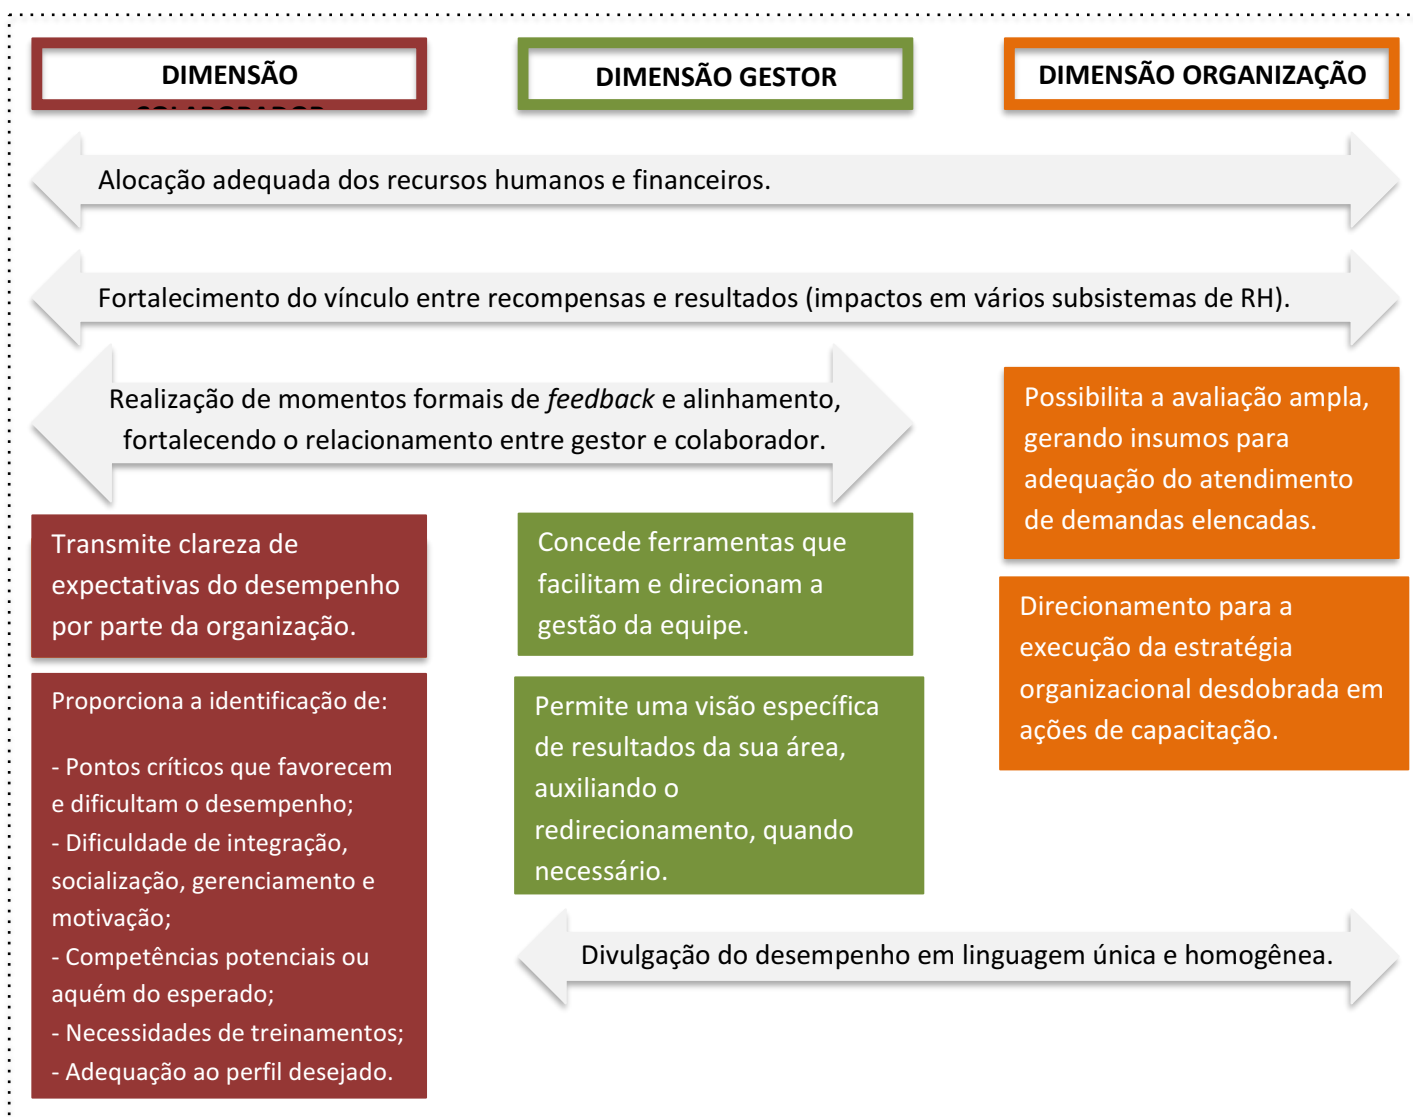 DIMENSÃO
COLABORADOR
DIMENSÃO GESTOR
DIMENSÃO ORGANIZAÇÃO
Alocação adequada dos recursos humanos e financeiros.
Fortalecimento do vínculo entre recompensas e resultados (impactos em vários subsistemas de RH).
Realização de momentos formais de feedback e alinhamento,
fortalecendo o relacionamento entre gestor e colaborador.
Possibilita a avaliação ampla,
gerando insumos para
adequação do atendimento
de demandas elencadas.
Transmite clareza de
expectativas do desempenho
por parte da organização.
Concede ferramentas que
facilitam e direcionam a
gestão da equipe.
Direcionamento para a
execução da estratégia
organizacional desdobrada em
ações de capacitação.
Proporciona a identificação de:
- Pontos críticos que favorecem
e dificultam o desempenho;
- Dificuldade de integração,
socialização, gerenciamento e
motivação;
- Competências potenciais ou
aquém do esperado;
- Necessidades de treinamentos;
- Adequação ao perfil desejado.
Permite uma visão específica
de resultados da sua área,
auxiliando o
redirecionamento, quando
necessário.
Divulgação do desempenho em linguagem única e homogênea.